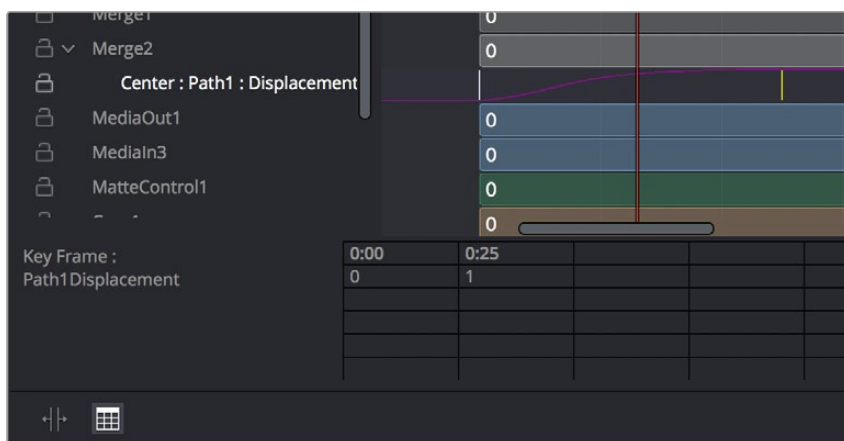 Merge1
0
Merge2
0
Center : Path1 : Displacement
MediaOut1
0
MediaIn3
0
MatteControl1
0
0
Key Frame :
0:00
0:25
Path1Displacement
0
1